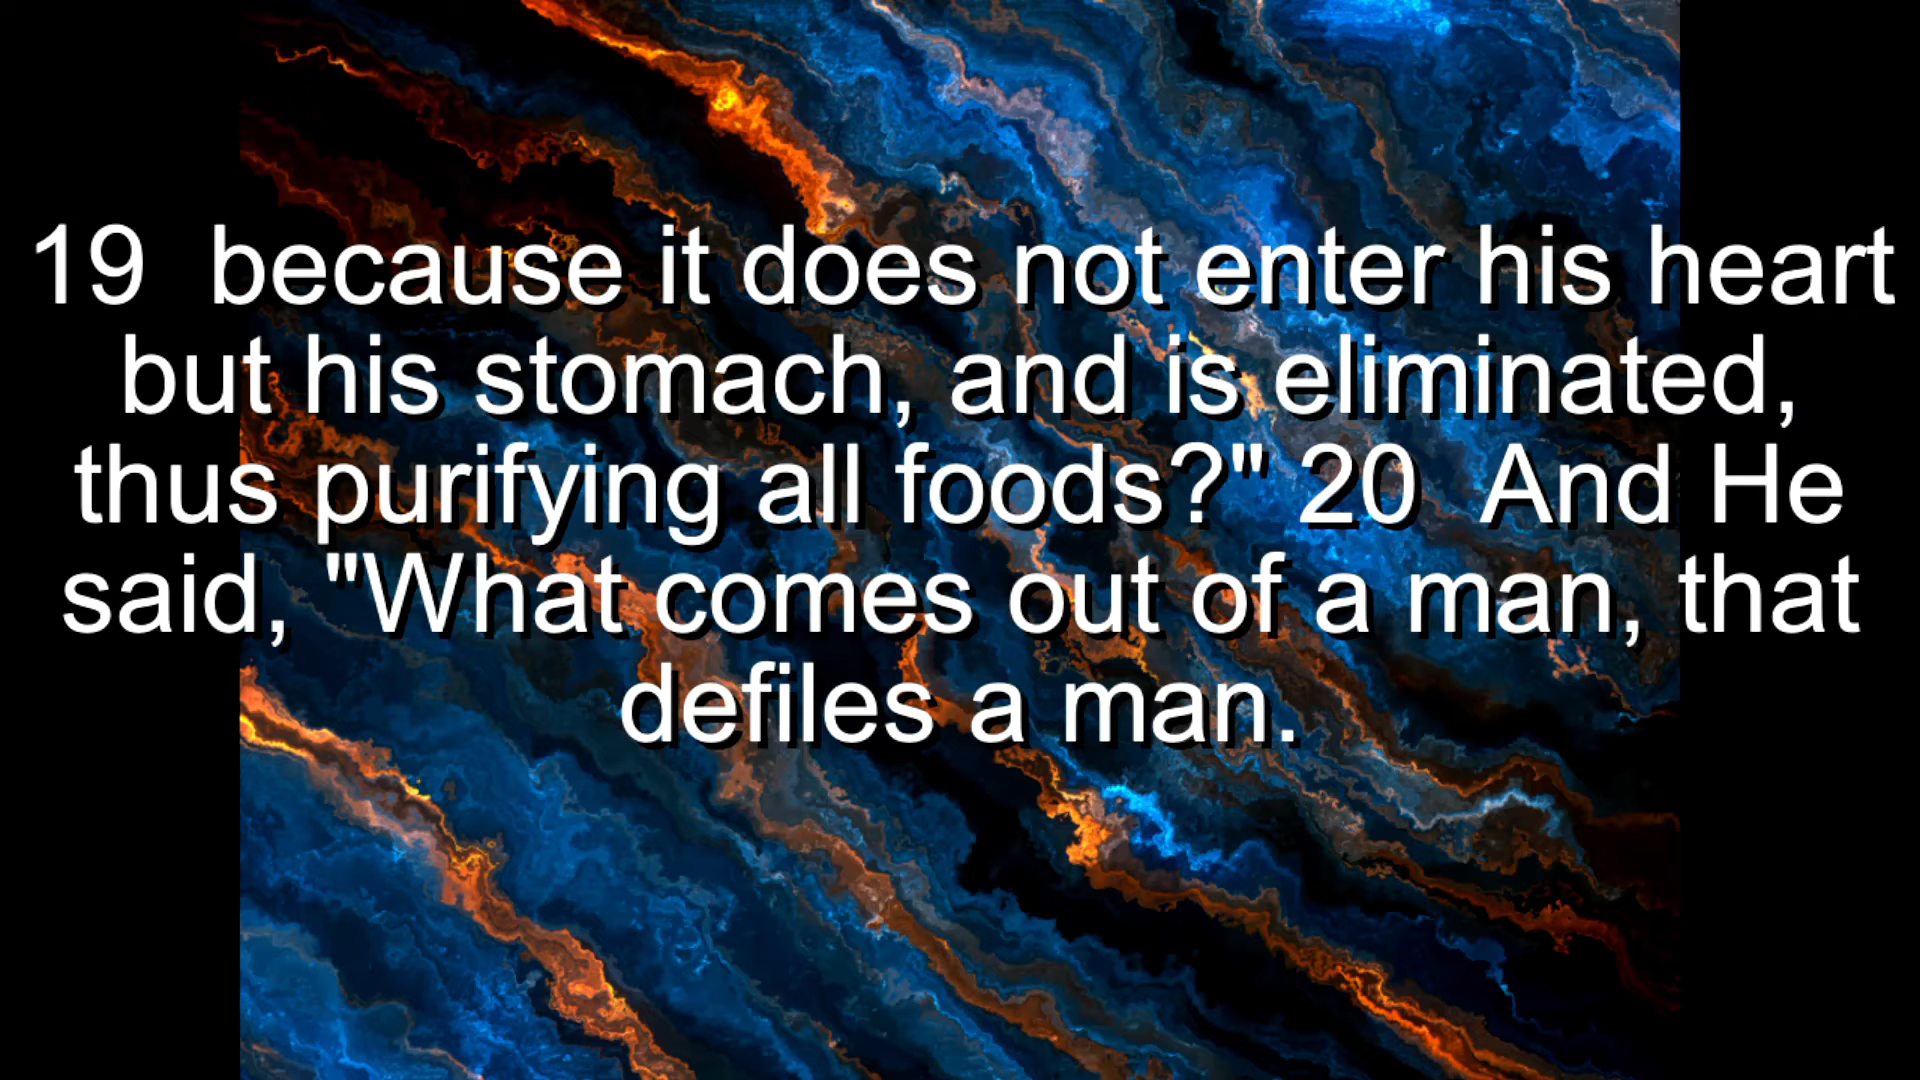 19  because it does not enter his heart
but his stomach, and is eliminated,
thus purifying all foods?" 20  And He
said, "What comes out of a man, that
defiles a man.